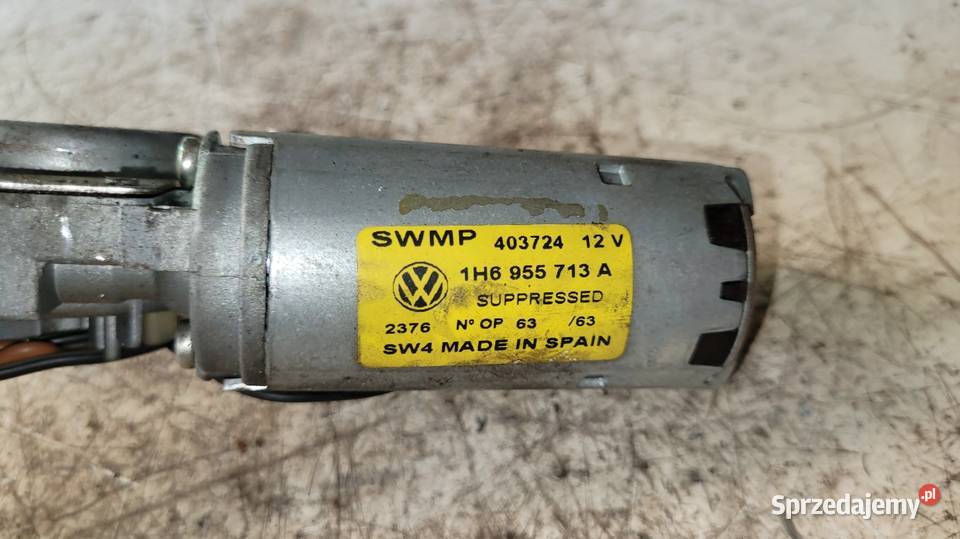 SWMP 403724 12 V
1H6 955 713 A
SUPPRESSED
2376 Nº OP 63 /63
SW4 MADE IN SPAIN
Sprzedajemy.pl